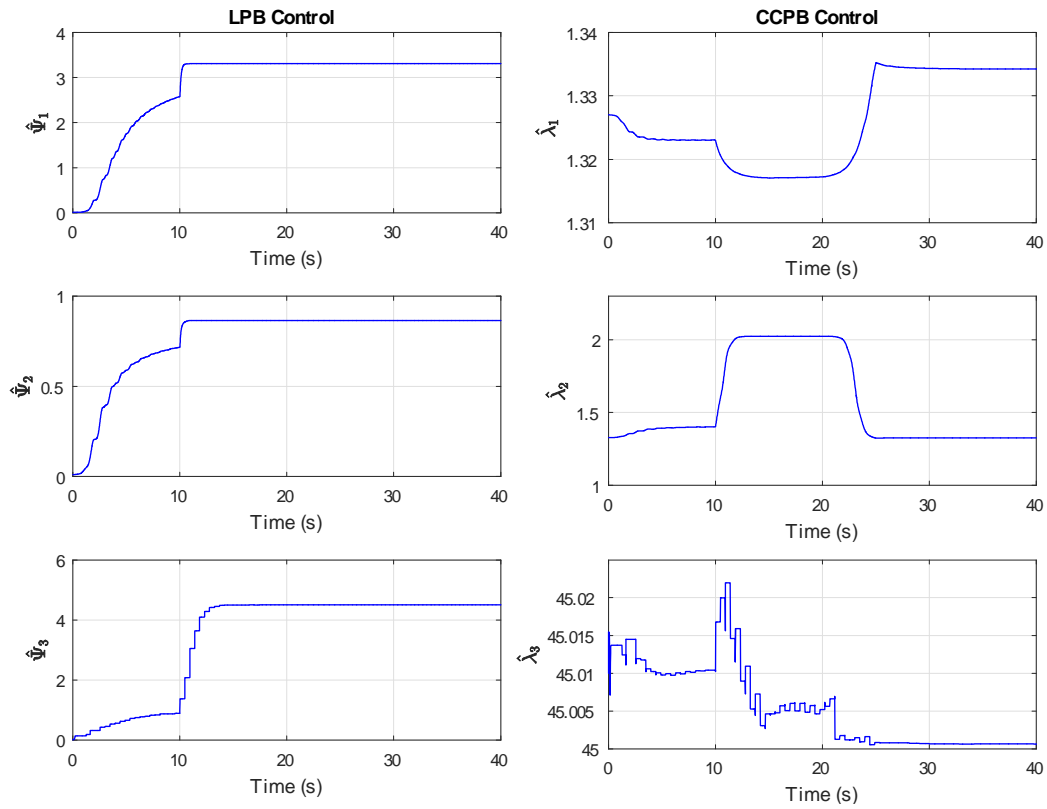 LPB Control
4
3
2
1
0
Ψ̂1
0 10 20 30 40
Time (s)
CCPB Control
1.34
1.33
1.32
1.31
λ̂1
0 10 20 30 40
Time (s)
1
0.5
0
Ψ̂2
0 10 20 30 40
Time (s)
2
1.5
1
λ̂2
0 10 20 30 40
Time (s)
6
4
2
0
Ψ̂3
0 10 20 30 40
Time (s)
45.02
45.015
45.01
45.005
45
λ̂3
0 10 20 30 40
Time (s)